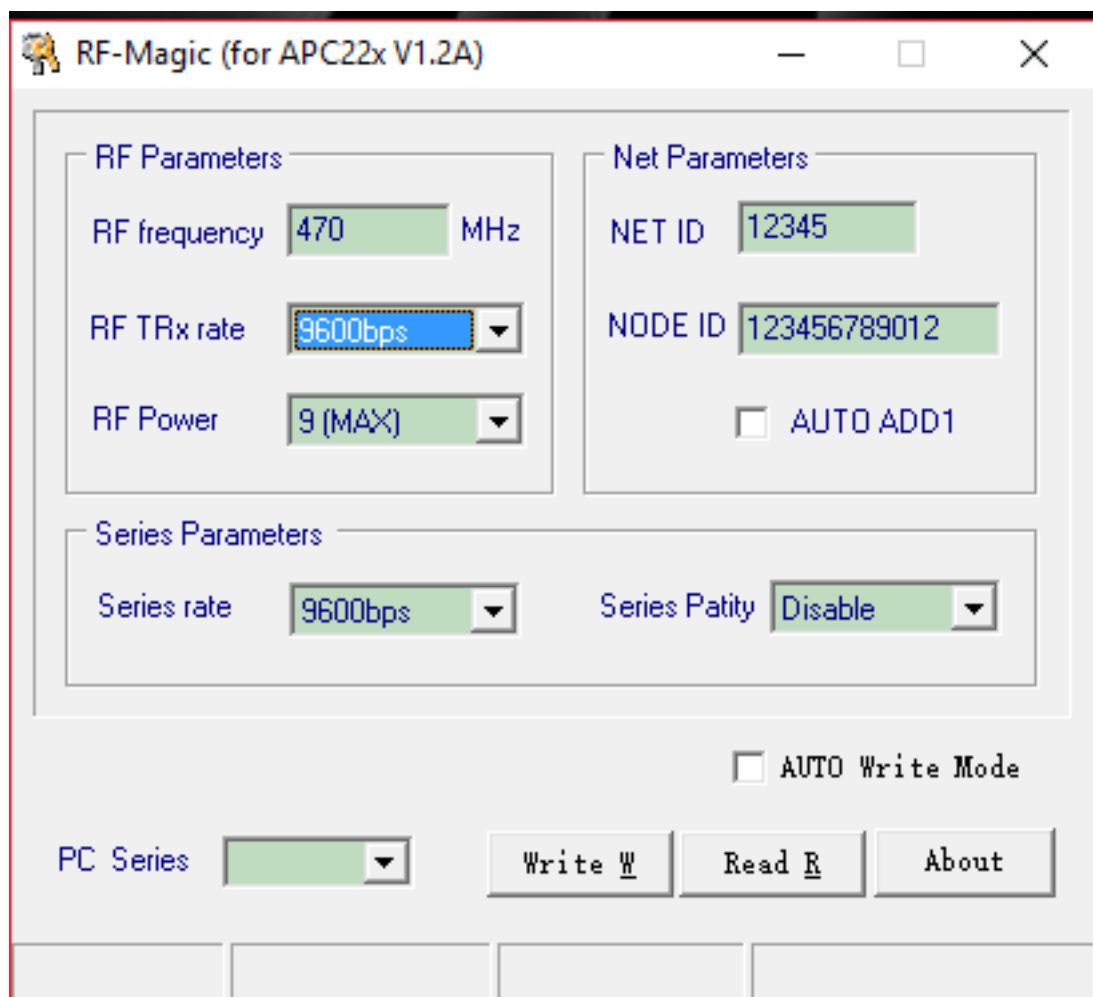 RF-Magic (for APC22x V1.2A)
RF Parameters
RF frequency 470 MHz
RF TRx rate 9600bps
RF Power 9 (MAX)
Net Parameters
NET ID 12345
NODE ID 123456789012
AUTO ADD1
Series Parameters
Series rate 9600bps Series Patity Disable
AUTO Write Mode
PC Series Write W Read R About